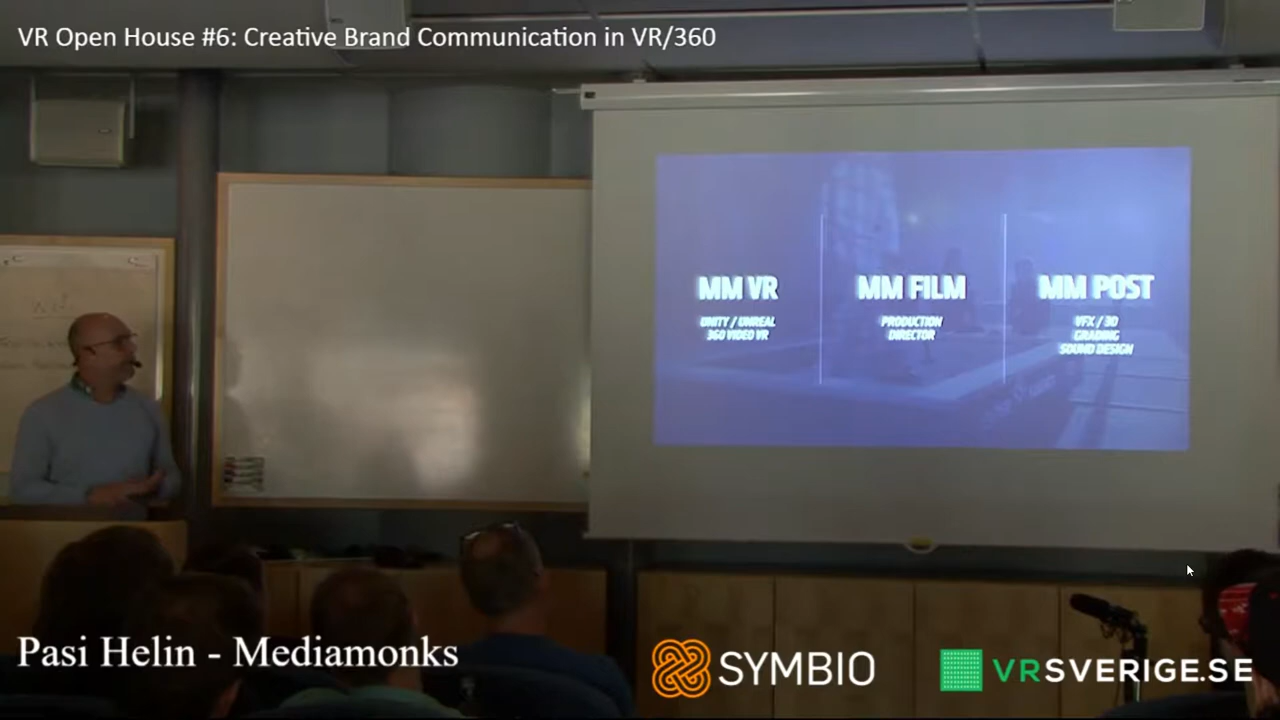 VR Open House #6: Creative Brand Communication in VR/360
MM VR
UNITY / UNREAL
360 VIDEO VR
MM FILM
PRODUCTION
DIRECTOR
MM POST
VFX / 3D
GRADING
SOUND DESIGN
Pasi Helin - Mediamonks
SYMBIO
VRSVERIGE.SE